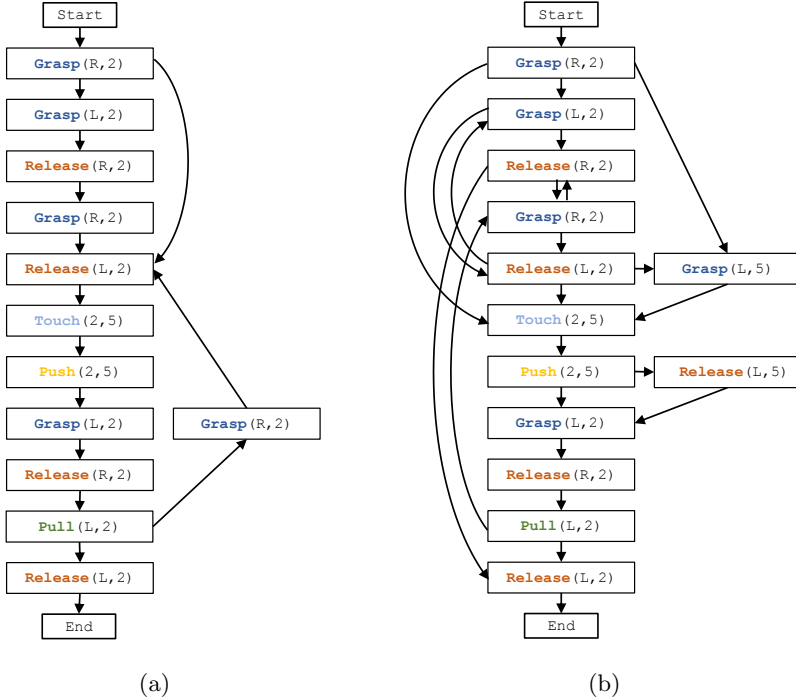 Start
Grasp(R,2)
Grasp(L,2)
Release(R,2)
Grasp(R,2)
Release(L,2)
Touch(2,5)
Push(2,5)
Grasp(L,2)
Grasp(R,2)
Release(R,2)
Pull(L,2)
Release(L,2)
End
(a)
Start
Grasp(R,2)
Grasp(L,2)
Release(R,2)
Grasp(R,2)
Release(L,2)
Grasp(L,5)
Touch(2,5)
Push(2,5)
Release(L,5)
Grasp(L,2)
Release(R,2)
Pull(L,2)
Release(L,2)
End
(b)